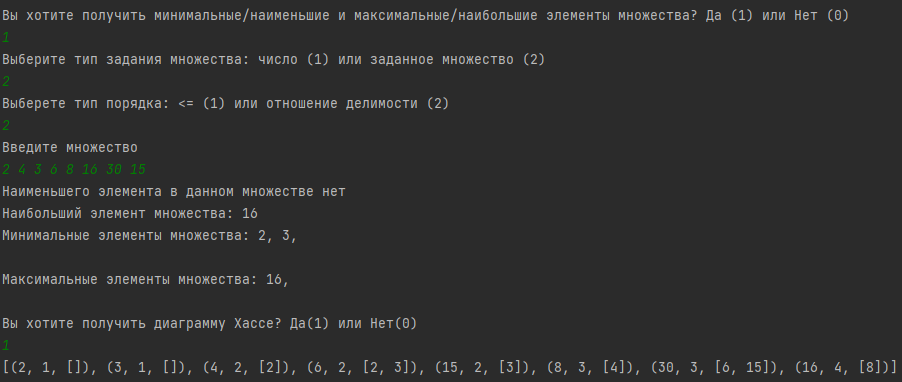 Вы хотите получить минимальные/наименьшие и максимальные/наибольшие элементы множества? Да (1) или Нет (0)
1
Выберите тип задания множества: число (1) или заданное множество (2)
2
Выберете тип порядка: <= (1) или отношение делимости (2)
2
Введите множество
2 4 3 6 8 16 30 15
Наименьшего элемента в данном множестве нет
Наибольший элемент множества: 16
Минимальные элементы множества: 2, 3,
Максимальные элементы множества: 16,
Вы хотите получить диаграмму Хассе? Да(1) или Нет(0)
1
[(2, 1, []), (3, 1, []), (4, 2, [2]), (6, 2, [2, 3]), (15, 2, [3]), (8, 3, [4]), (30, 3, [6, 15]), (16, 4, [8])]